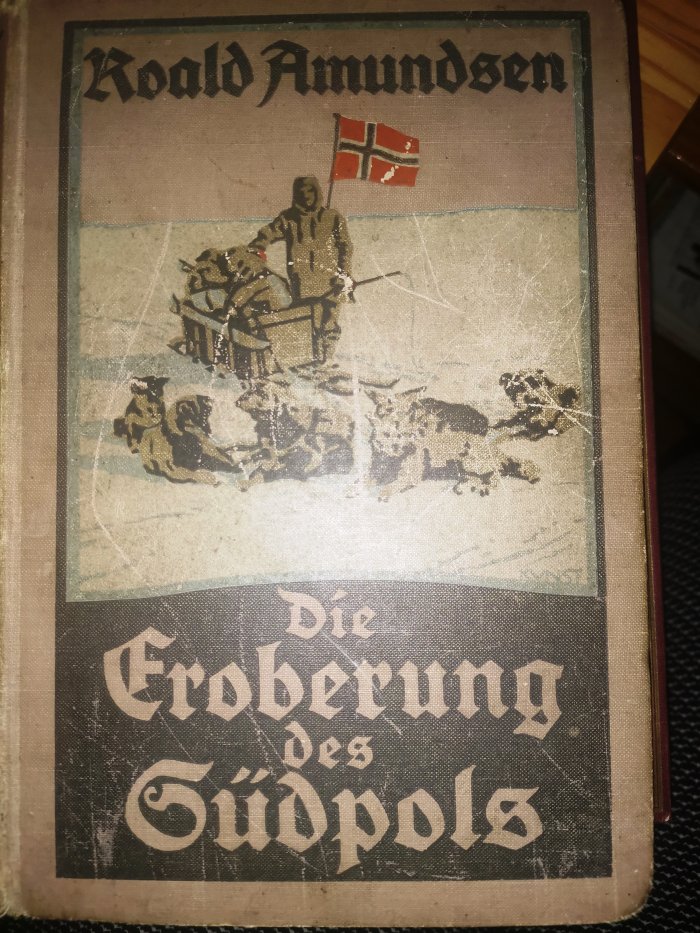 Roald Amundsen
Die
Eroberung
des
Südpols